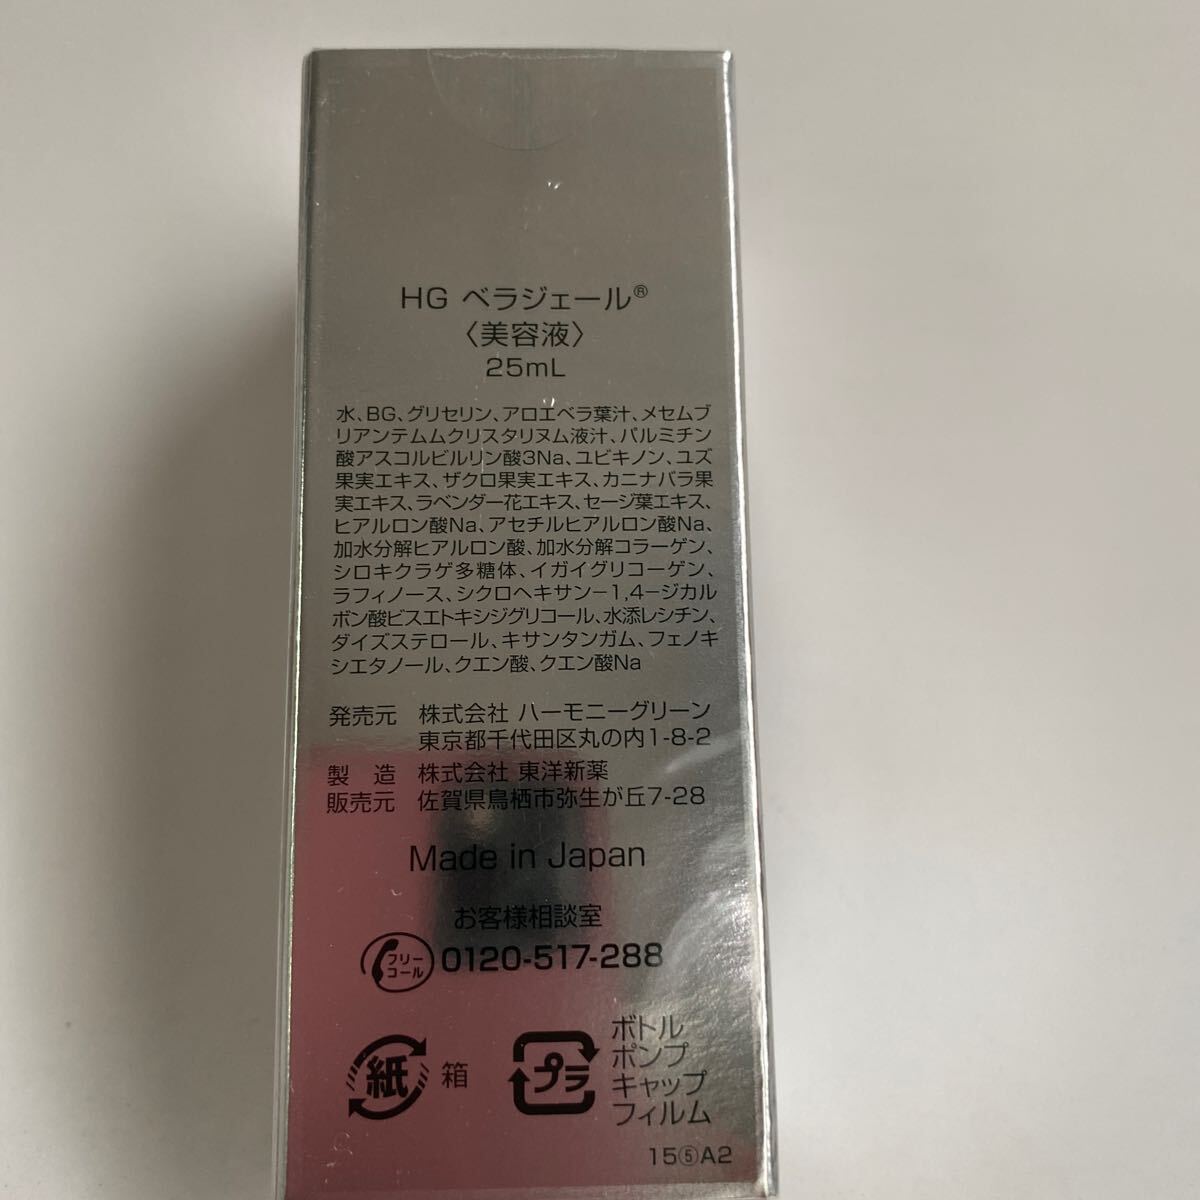 HG ベラジェール®
〈美容液〉
25mL
水、BG、グリセリン、アロエベラ葉汁、メセムブ
リアンテムムクリスタリヌム液汁、パルミチン
酸アスコルビルリン酸3Na、ユビキノン、ユズ
果実エキス、ザクロ果実エキス、カニナバラ果
実エキス、ラベンダー花エキス、セージ葉エキス、
ヒアルロン酸Na、アセチルヒアルロン酸Na、
加水分解ヒアルロン酸、加水分解コラーゲン、
シロキクラゲ多糖体、イガイグリコーゲン、
ラフィノース、シクロヘキサン-1,4-ジカル
ボン酸ビスエトキシジグリコール、水添レシチン、
ダイズステロール、キサンタンガム、フェノキ
シエタノール、クエン酸、クエン酸Na
発売元 株式会社 ハーモニーグリーン
東京都千代田区丸の内1-8-2
製造 株式会社 東洋新薬
販売元 佐賀県鳥栖市弥生が丘7-28
Made in Japan
お客様相談室
フリーコール 0120-517-288
紙 箱
プラ ボトル
ポンプ
キャップ
フィルム
15⑤A2